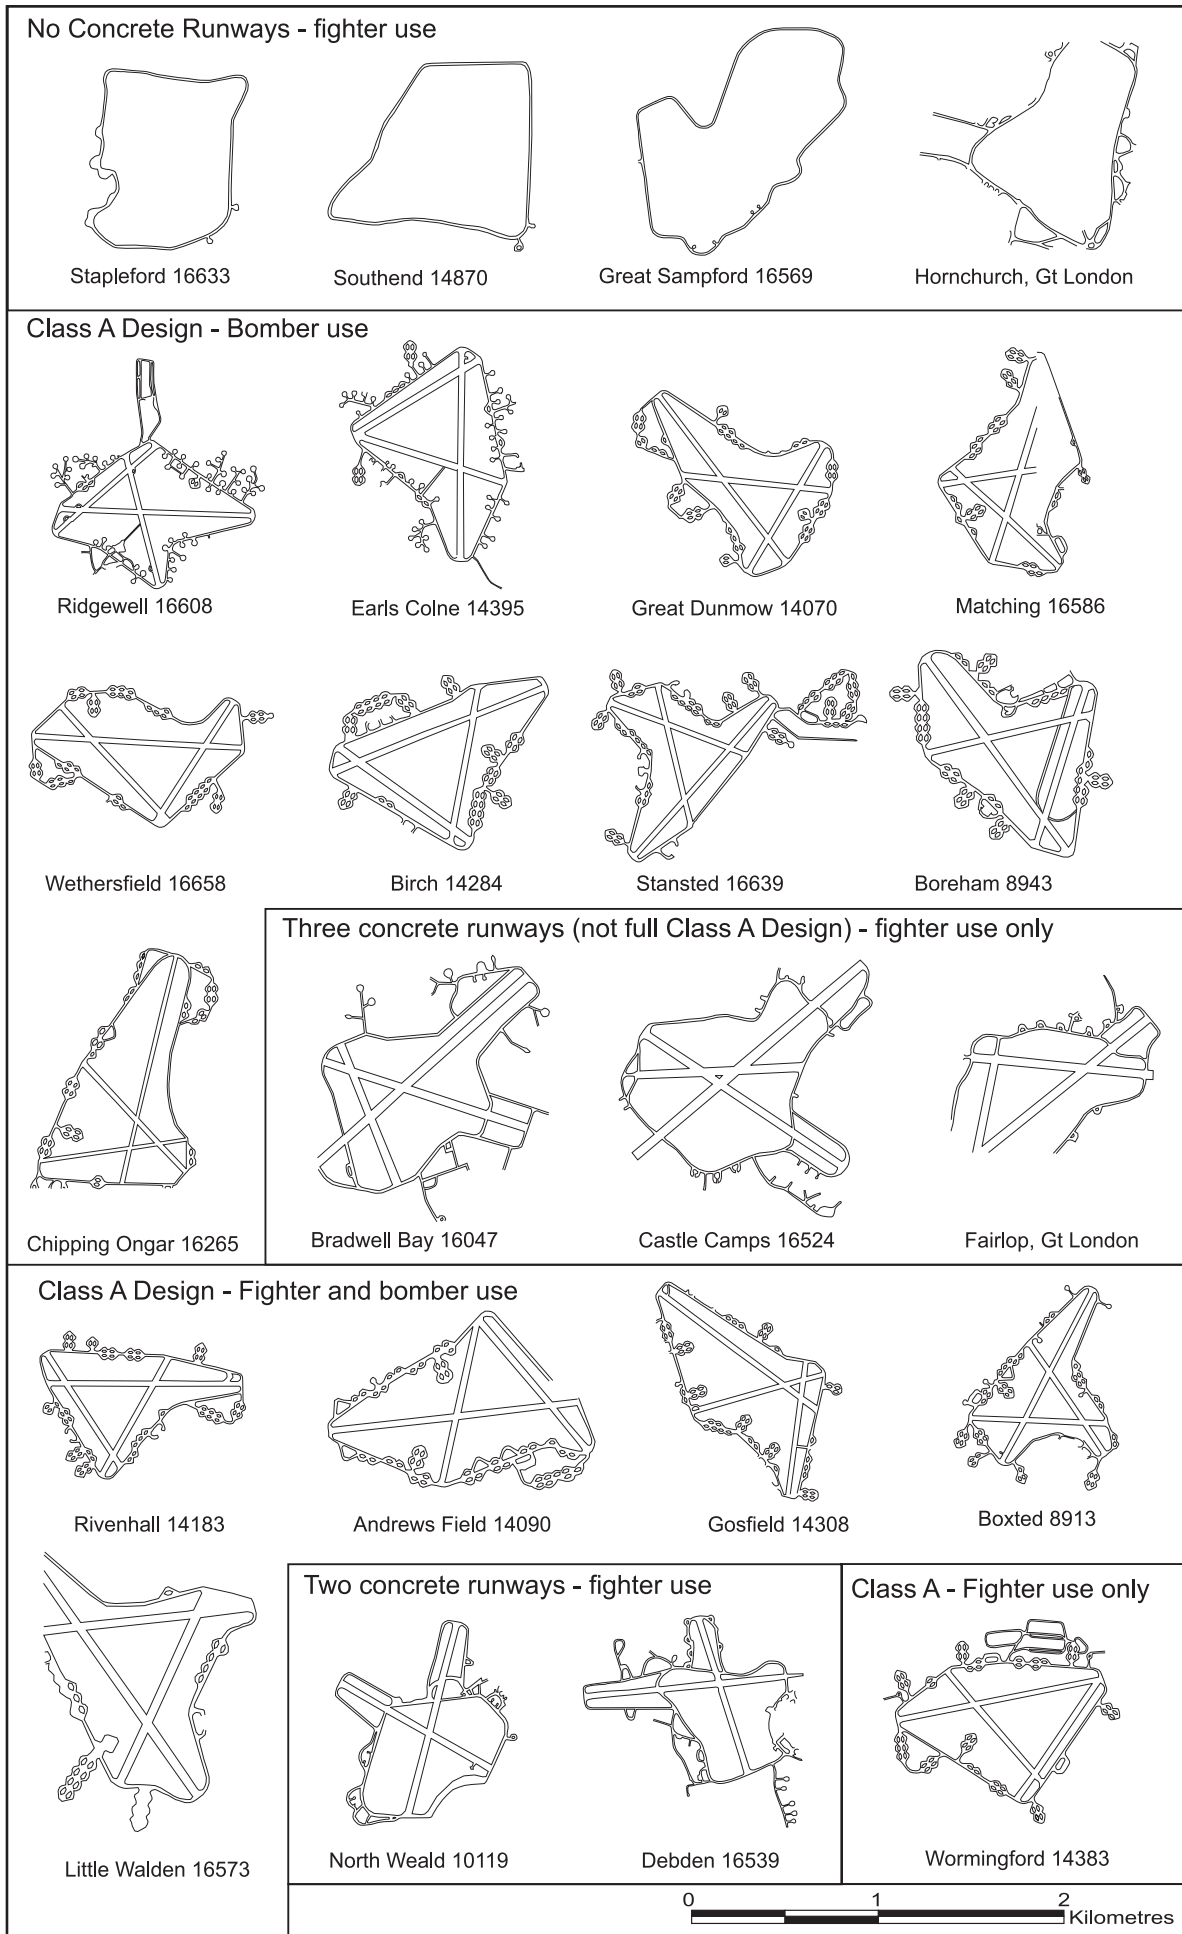 No Concrete Runways - fighter use
Stapleford 16633
Southend 14870
Great Sampford 16569
Hornchurch, Gt London
Class A Design - Bomber use
Ridgewell 16608
Earls Colne 14395
Great Dunmow 14070
Matching 16586
Wethersfield 16658
Birch 14284
Stansted 16639
Boreham 8943
Three concrete runways (not full Class A Design) - fighter use only
Chipping Ongar 16265
Bradwell Bay 16047
Castle Camps 16524
Fairlop, Gt London
Class A Design - Fighter and bomber use
Rivenhall 14183
Andrews Field 14090
Gosfield 14308
Boxted 8913
Two concrete runways - fighter use
Class A - Fighter use only
Little Walden 16573
North Weald 10119
Debden 16539
Wormingford 14383
0 1 2
Kilometres